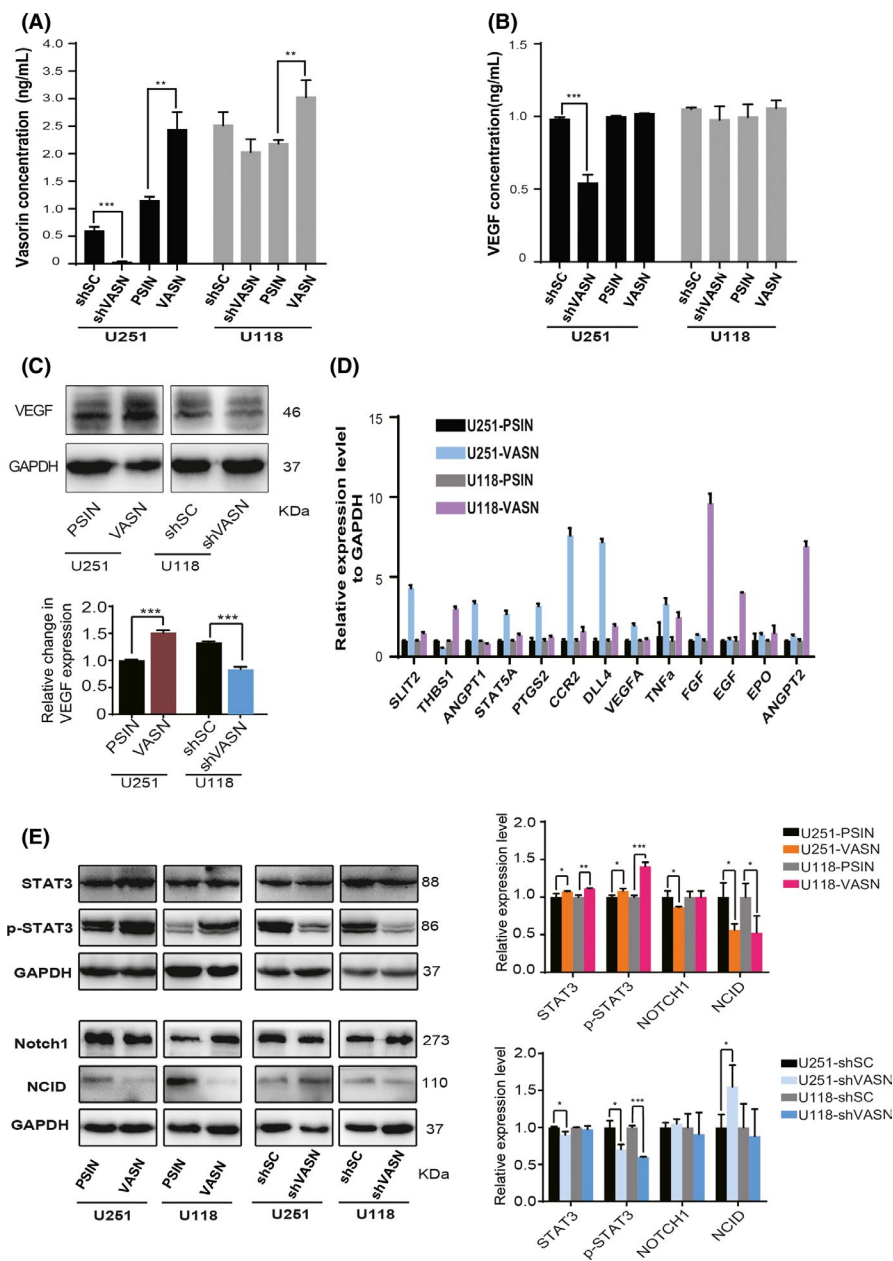 (A)
Vasorin concentration (ng/mL)
4.0
3.0
2.0
1.0
0
***
**
**
shSC
shVASN
PSIN
VASN
shSC
shVASN
PSIN
VASN
U251
U118
(B)
VEGF concentration(ng/mL)
1.5
1.0
0.5
0
***
shSC
shVASN
PSIN
VASN
shSC
shVASN
PSIN
VASN
U251
U118
(C)
VEGF
46
GAPDH
37
KDa
PSIN
VASN
shSC
shVASN
U251
U118
Relative change in
VEGF expression
2.0
1.5
1.0
0.5
0.0
***
***
PSIN
VASN
shSC
shVASN
U251
U118
(D)
Relative expression levlel
to GAPDH
15
10
5
0
U251-PSIN
U251-VASN
U118-PSIN
U118-VASN
SLIT2
THBS1
ANGPT1
STAT5A
PTGS2
CCR2
DLL4
VEGFA
TNFa
FGF
EGF
EPO
ANGPT2
(E)
STAT3
88
p-STAT3
86
GAPDH
37
Notch1
273
NCID
110
GAPDH
37
KDa
PSIN
VASN
PSIN
VASN
shSC
shVASN
shSC
shVASN
U251
U118
U251
U118
Relative expression level
2.0
1.5
1.0
0.5
0.0
* ** * *** * * *
U251-PSIN
U251-VASN
U118-PSIN
U118-VASN
STAT3
p-STAT3
NOTCH1
NCID
Relative expression level
2.0
1.5
1.0
0.5
0.0
* * *** *
U251-shSC
U251-shVASN
U118-shSC
U118-shVASN
STAT3
p-STAT3
NOTCH1
NCID